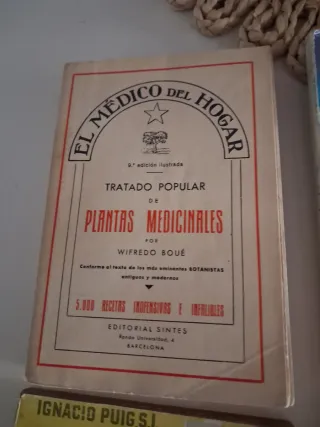 EL MÉDICO DEL HOGAR
9.ª edición ilustrada
TRATADO POPULAR
DE
PLANTAS MEDICINALES
POR
WIFREDO BOUÉ
Conforme al texto de los más eminentes BOTANISTAS
antiguos y modernos
5.000 RECETAS INOFENSIVAS E INFALIBLES
EDITORIAL SINTES
Ronda Universidad, 4
BARCELONA
IGNACIO PUIG S.I.